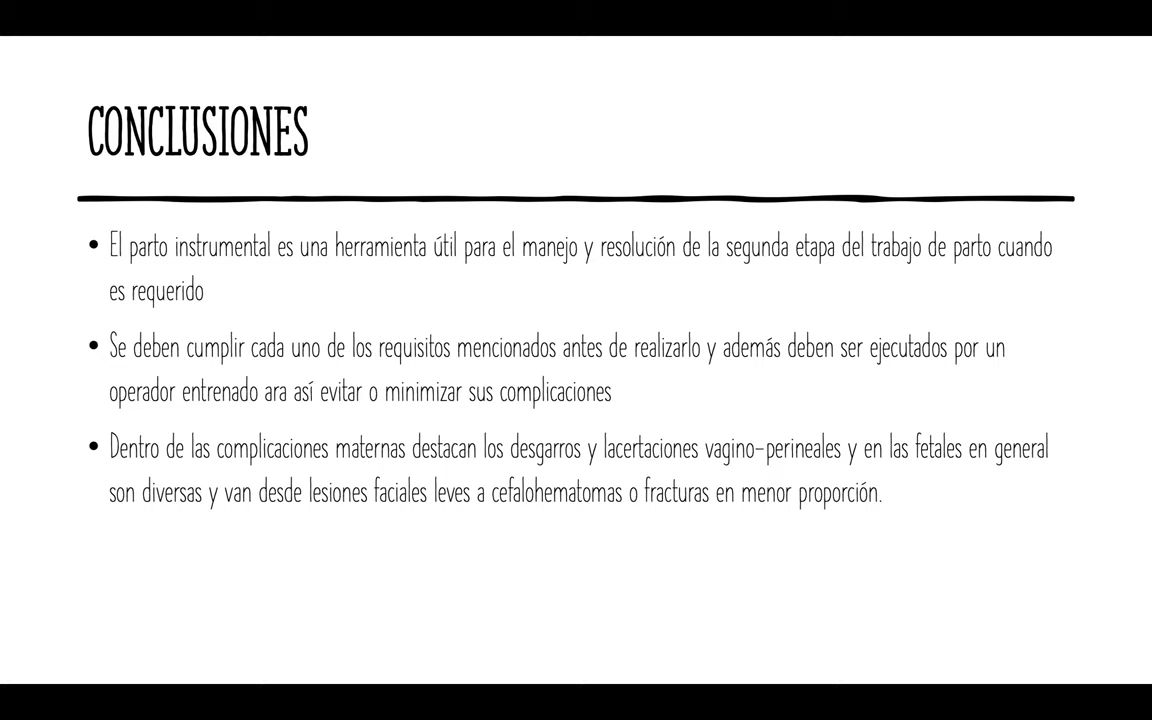 CONCLUSIONES
• El parto instrumental es una herramienta útil para el manejo y resolución de la segunda etapa del trabajo de parto cuando
es requerido
• Se deben cumplir cada uno de los requisitos mencionados antes de realizarlo y además deben ser ejecutados por un
operador entrenado ara así evitar o minimizar sus complicaciones
• Dentro de las complicaciones maternas destacan los desgarros y lacertaciones vagino-perineales y en las fetales en general
son diversas y van desde lesiones faciales leves a cefalohematomas o fracturas en menor proporción.